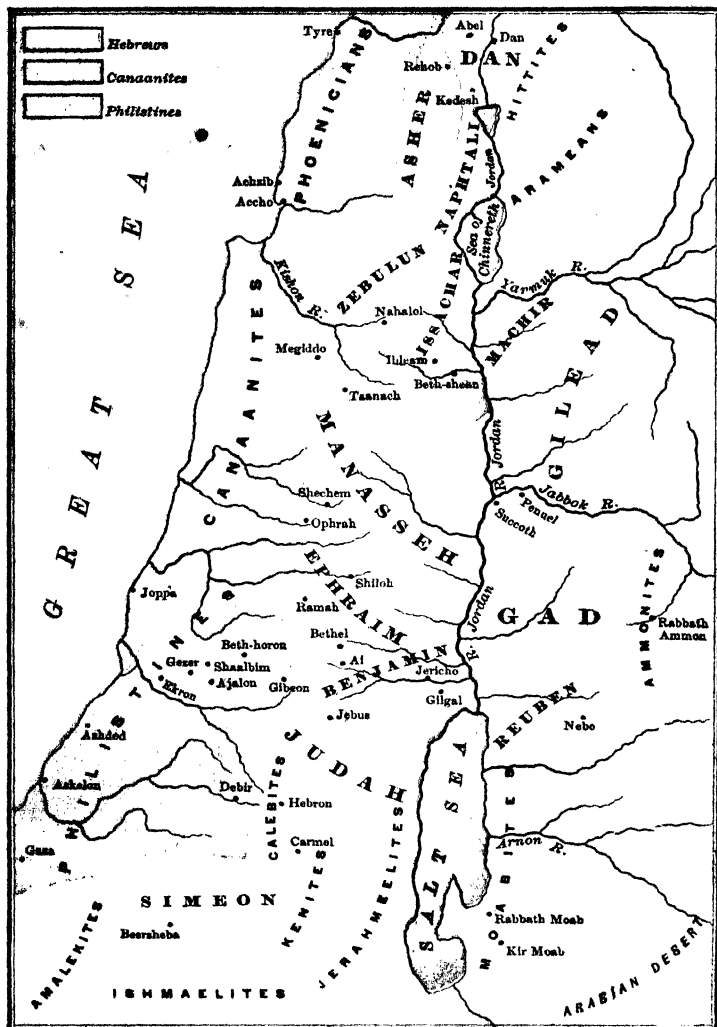 Hebrews
Canaanites
Philistines
Tyre
Abel
Dan
DAN
Rehob
HITTITES
PHOENICIANS
Kedesh
ASHER
ARAMEANS
NAPHTALI
Jordan
Achzib
Accho
GREAT SEA
Sea of
Chinnereth
ZEBULUN
Kishon R.
Yarmuk R.
ISSACHAR
MACHIR
Nahalol
Megiddo
Ibleam
Beth-shean
Taanach
CANAANITES
GILEAD
MANASSEH
R. Jordan
Shechem
Jabbok R.
Penuel
Succoth
Ophrah
EPHRAIM
Shiloh
Joppa
Ramah
AMMONITES
R. Jordan
GAD
Rabbath
Ammon
Beth-horon
Bethel
Gezer
Shaalbim
Ai
BENJAMIN
Ekron
Ajalon
Gibeon
Jericho
Gilgal
REUBEN
Nebo
PHILISTINES
Jebus
Ashdod
JUDAH
Askalon
Debir
CALEBITES
Hebron
SALT SEA
MOABITES
Arnon R.
Gaza
Carmel
KENITES
JERAHMEELITES
SIMEON
Beersheba
Rabbath Moab
Kir Moab
AMALEKITES
ISHMAELITES
ARABIAN DESERT